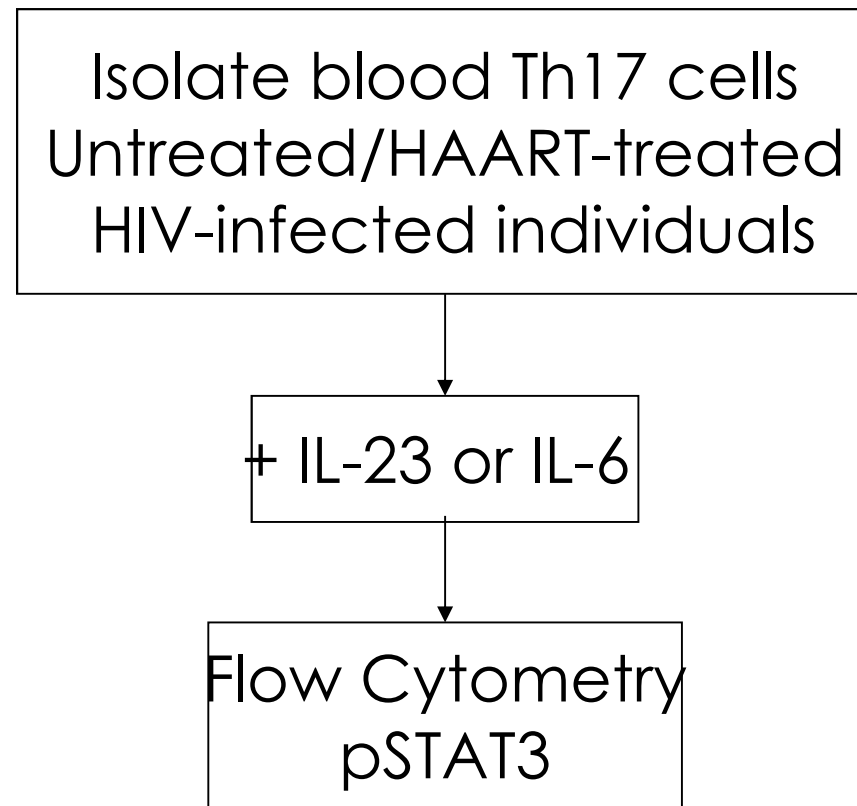 Isolate blood Th17 cells
Untreated/HAART-treated
HIV-infected individuals
+ IL-23 or IL-6
Flow Cytometry
pSTAT3